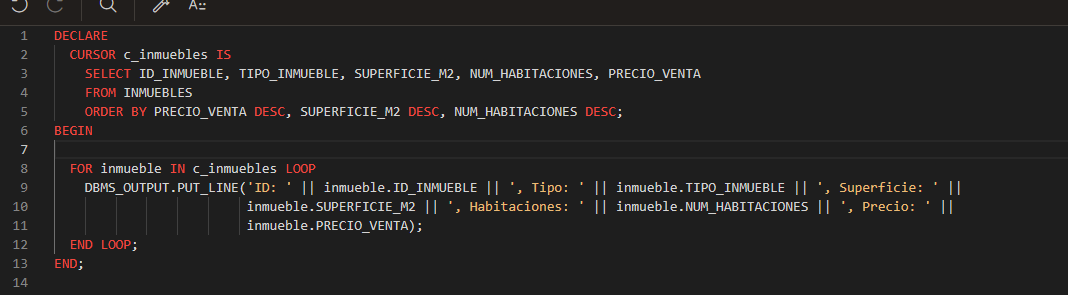 1 DECLARE
2 CURSOR c_inmuebles IS
3 SELECT ID_INMUEBLE, TIPO_INMUEBLE, SUPERFICIE_M2, NUM_HABITACIONES, PRECIO_VENTA
4 FROM INMUEBLES
5 ORDER BY PRECIO_VENTA DESC, SUPERFICIE_M2 DESC, NUM_HABITACIONES DESC;
6 BEGIN
7
8 FOR inmueble IN c_inmuebles LOOP
9 DBMS_OUTPUT.PUT_LINE('ID: ' || inmueble.ID_INMUEBLE || ', Tipo: ' || inmueble.TIPO_INMUEBLE || ', Superficie: ' ||
10 inmueble.SUPERFICIE_M2 || ', Habitaciones: ' || inmueble.NUM_HABITACIONES || ', Precio: ' ||
11 inmueble.PRECIO_VENTA);
12 END LOOP;
13 END;
14